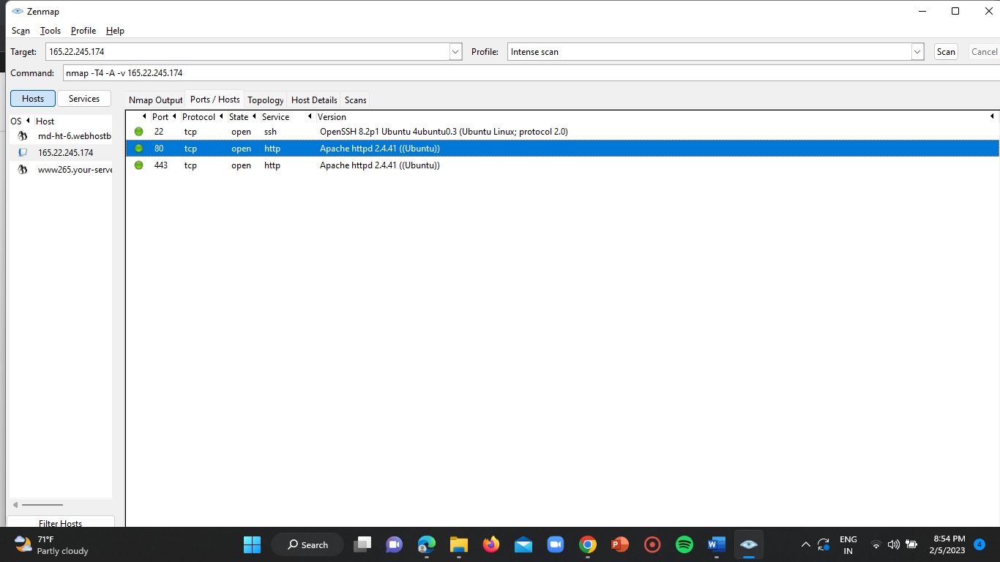 Zenmap
Scan Tools Profile Help
Target: 165.22.245.174 Profile: Intense scan Scan Cancel
Command: nmap -T4 -A -v 165.22.245.174
Hosts Services Nmap Output Ports / Hosts Topology Host Details Scans
OS Host
md-ht-6.webhostb
165.22.245.174
www265.your-serve
Port Protocol State Service Version
22 tcp open ssh OpenSSH 8.2p1 Ubuntu 4ubuntu0.3 (Ubuntu Linux; protocol 2.0)
80 tcp open http Apache httpd 2.4.41 ((Ubuntu))
443 tcp open http Apache httpd 2.4.41 ((Ubuntu))
Filter Hosts
71°F
Partly cloudy
Search
ENG
IN
8:54 PM
2/5/2023
4